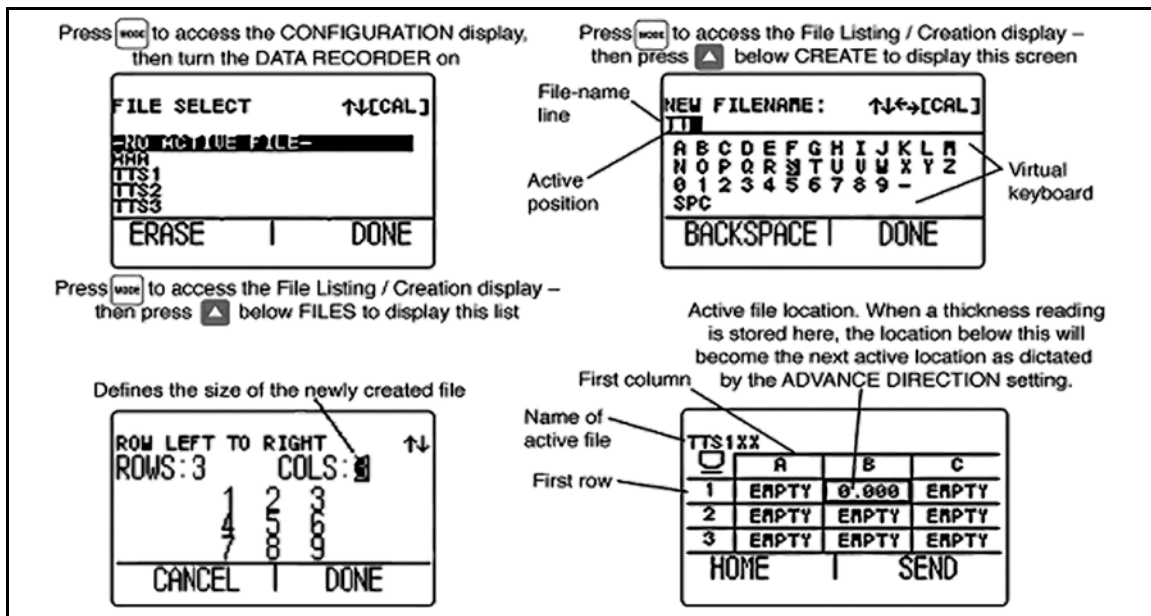 Press MODE to access the CONFIGURATION display,
then turn the DATA RECORDER on
FILE SELECT ↑↓[CAL]
-NO ACTIVE FILE-
AAA
TTS1
TTS2
TTS3
ERASE | DONE
Press MODE to access the File Listing / Creation display –
then press ▲ below FILES to display this list
Press MODE to access the File Listing / Creation display –
then press ▲ below CREATE to display this screen
File-name
line
NEW FILENAME: ↑↓←→[CAL]
TT
A B C D E F G H I J K L M
N O P Q R S T U V W X Y Z
0 1 2 3 4 5 6 7 8 9 -
SPC
BACKSPACE | DONE
Active
position
Virtual
keyboard
Defines the size of the newly created file
ROW LEFT TO RIGHT ↑↓
ROWS:3 COLS:3
1 2 3
4 5 6
7 8 9
CANCEL | DONE
Active file location. When a thickness reading
is stored here, the location below this will
become the next active location as dictated
by the ADVANCE DIRECTION setting.
First column
Name of
active file
First row
TTS1XX
A B C
1 EMPTY 0.000 EMPTY
2 EMPTY EMPTY EMPTY
3 EMPTY EMPTY EMPTY
HOME | SEND